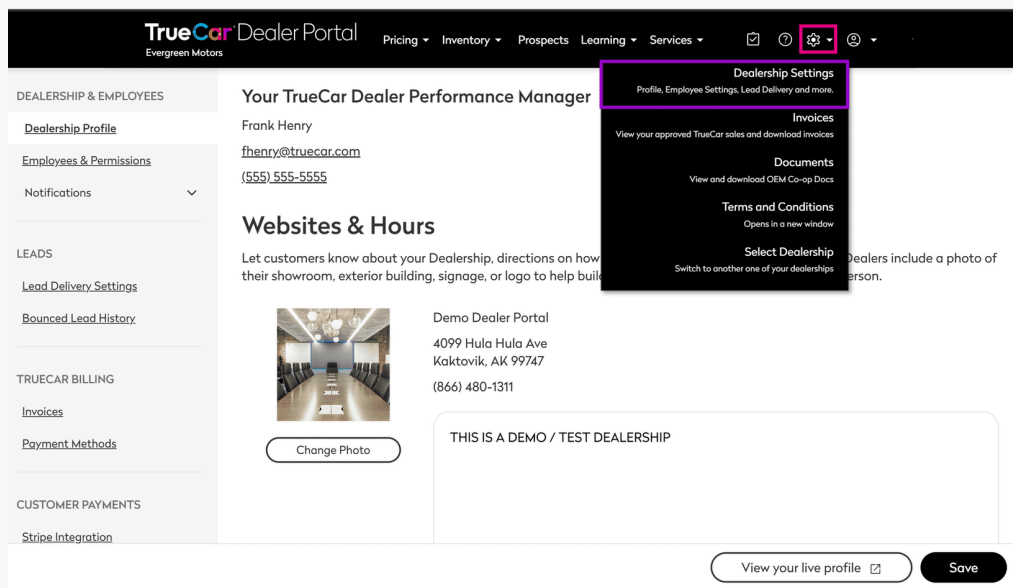 TrueCar Dealer Portal
Evergreen Motors
Pricing
Inventory
Prospects
Learning
Services
Dealership Settings
Profile, Employee Settings, Lead Delivery and more.
Invoices
View your approved TrueCar sales and download invoices
Documents
View and download OEM Co-op Docs
Terms and Conditions
Opens in a new window
Select Dealership
Switch to another one of your dealerships
DEALERSHIP & EMPLOYEES
Dealership Profile
Employees & Permissions
Notifications
LEADS
Lead Delivery Settings
Bounced Lead History
TRUECAR BILLING
Invoices
Payment Methods
CUSTOMER PAYMENTS
Stripe Integration
Your TrueCar Dealer Performance Manager
Frank Henry
fhenry@truecar.com
(555) 555-5555
Websites & Hours
Let customers know about your Dealership, directions on how Dealers include a photo of
their showroom, exterior building, signage, or logo to help
Demo Dealer Portal
4099 Hula Hula Ave
Kaktovik, AK 99747
(866) 480-1311
Change Photo
THIS IS A DEMO / TEST DEALERSHIP
View your live profile
Save